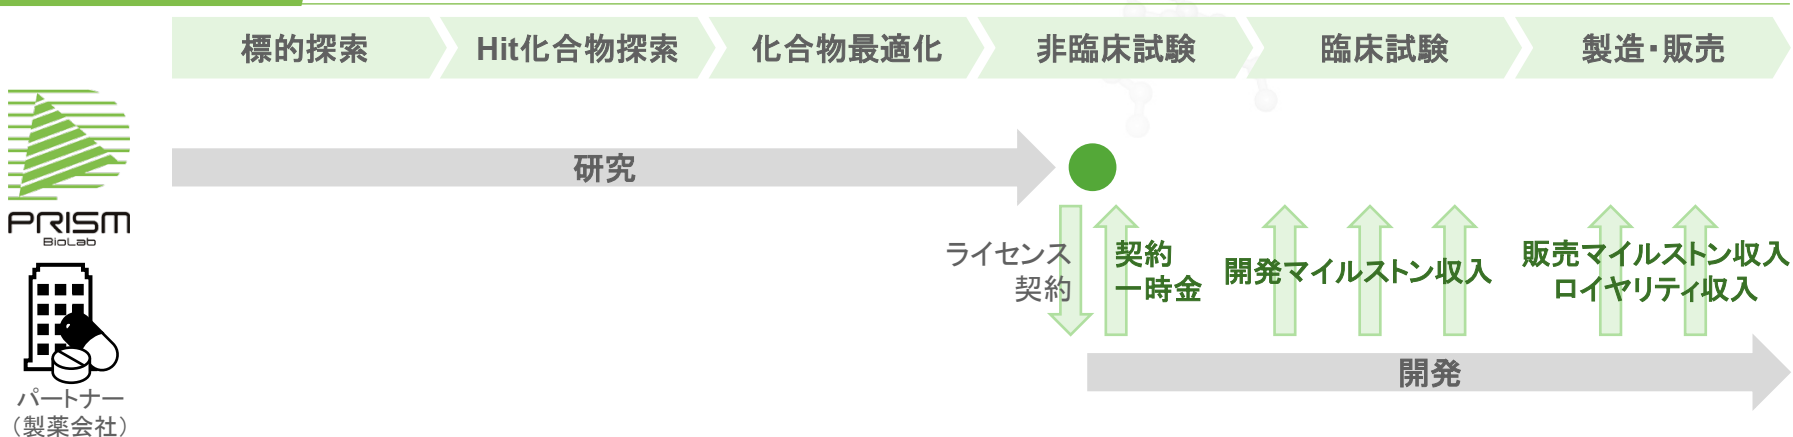 標的探索
Hit化合物探索
化合物最適化
非臨床試験
臨床試験
製造・販売
PRISM
BioLab
研究
ライセンス
契約
契約
一時金
開発マイルストン収入
販売マイルストン収入
ロイヤリティ収入
開発
パートナー
（製薬会社）